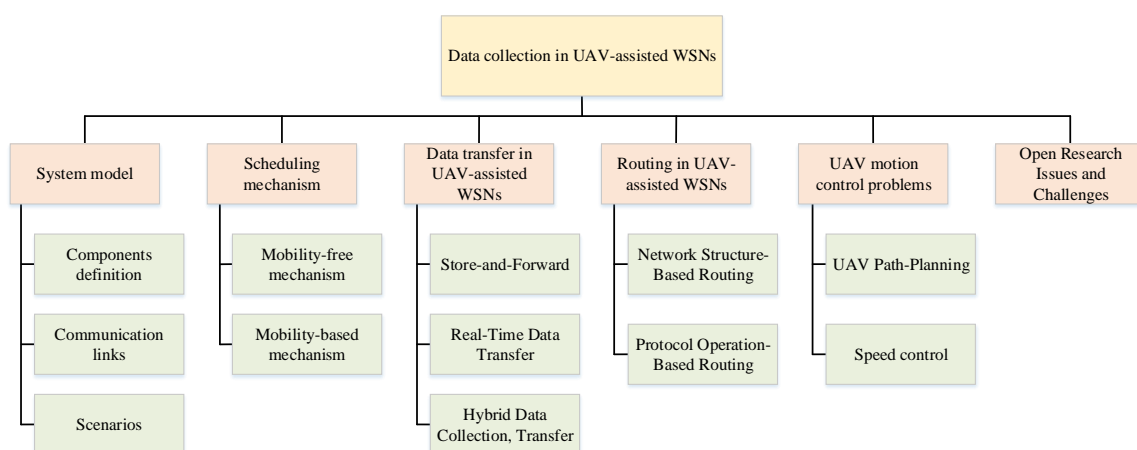 Data collection in UAV-assisted WSNs
System model
Scheduling
mechanism
Data transfer in
UAV-assisted
WSNs
Routing in UAV-
assisted WSNs
UAV motion
control problems
Open Research
Issues and
Challenges
Components
definition
Communication
links
Scenarios
Mobility-free
mechanism
Mobility-based
mechanism
Store-and-Forward
Real-Time Data
Transfer
Hybrid Data
Collection, Transfer
Network Structure-
Based Routing
Protocol Operation-
Based Routing
UAV Path-Planning
Speed control